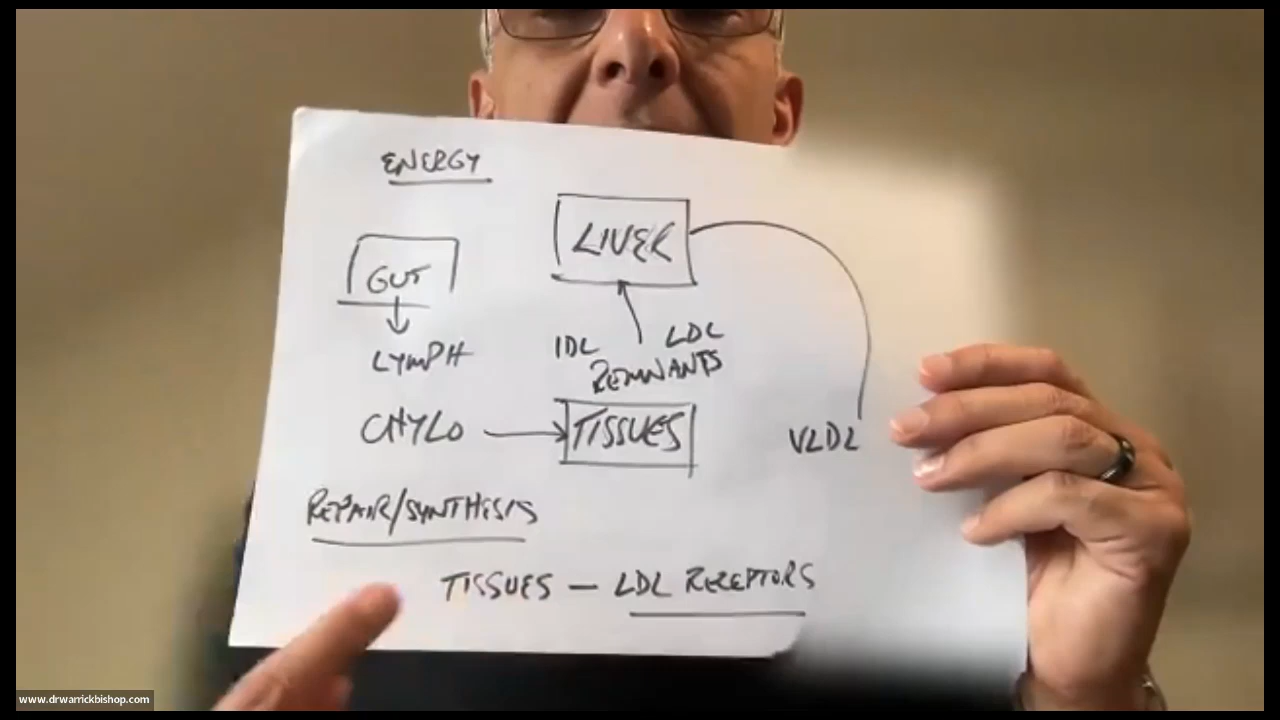 ENERGY
LIVER
GUT
LYMPH
IDL LDL
REMNANTS
CHYLO
TISSUES
VLDL
REPAIR/SYNTHESIS
TISSUES — LDL RECEPTORS
www.drwarrickbishop.com